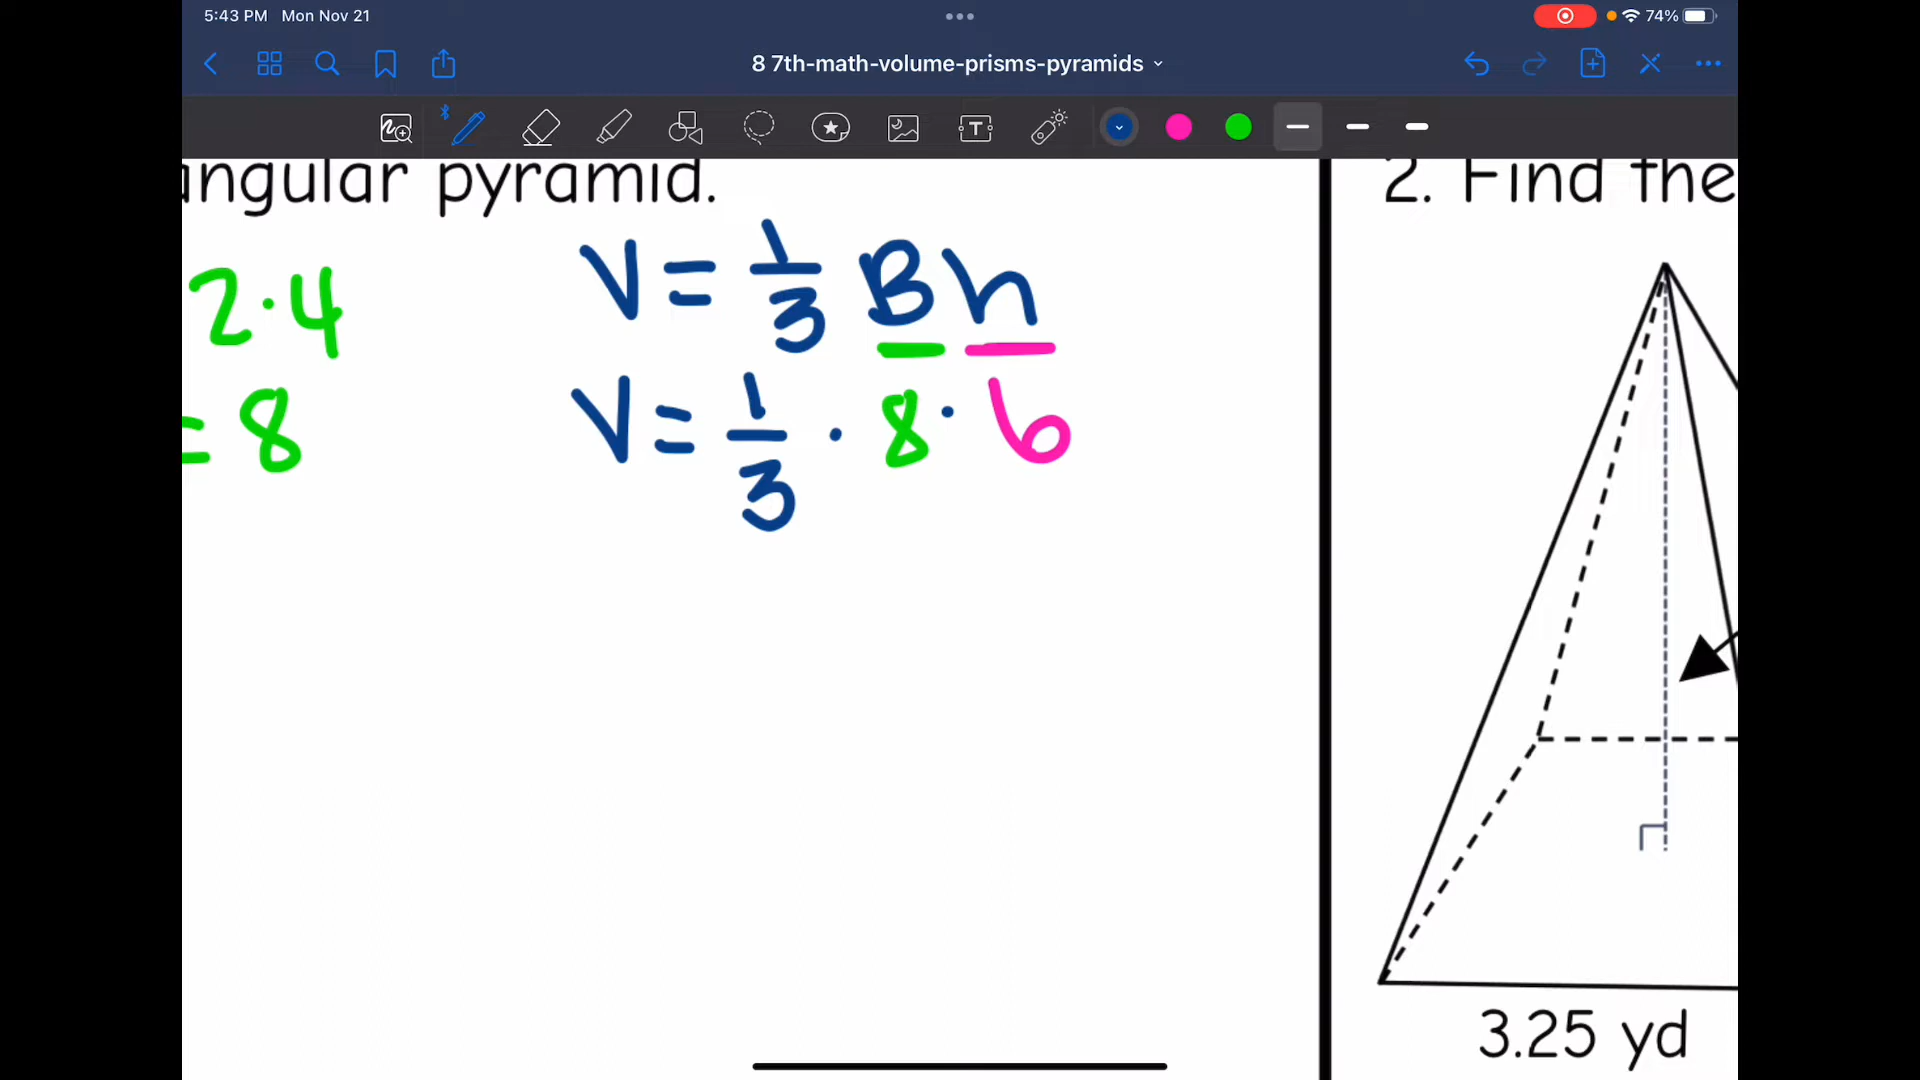 5:43 PM Mon Nov 21
74%
8 7th-math-volume-prisms-pyramids
angular pyramid.
2·4
= 8
V = 1/3 Bh
V = 1/3 · 8 · 6
2. Find the
3.25 yd